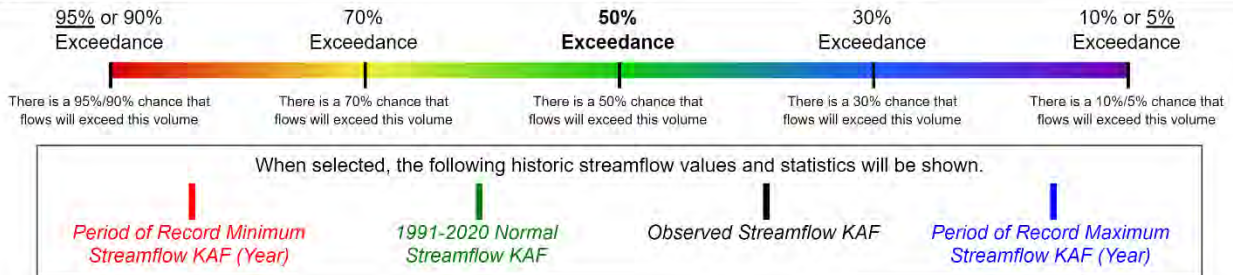 95% or 90% 70% 50% 30% 10% or 5%
Exceedance Exceedance Exceedance Exceedance Exceedance
There is a 95%/90% chance that There is a 70% chance that There is a 50% chance that There is a 30% chance that There is a 10%/5% chance that
flows will exceed this volume flows will exceed this volume flows will exceed this volume flows will exceed this volume flows will exceed this volume
When selected, the following historic streamflow values and statistics will be shown.
Period of Record Minimum 1991-2020 Normal Observed Streamflow KAF Period of Record Maximum
Streamflow KAF (Year) Streamflow KAF Streamflow KAF (Year)